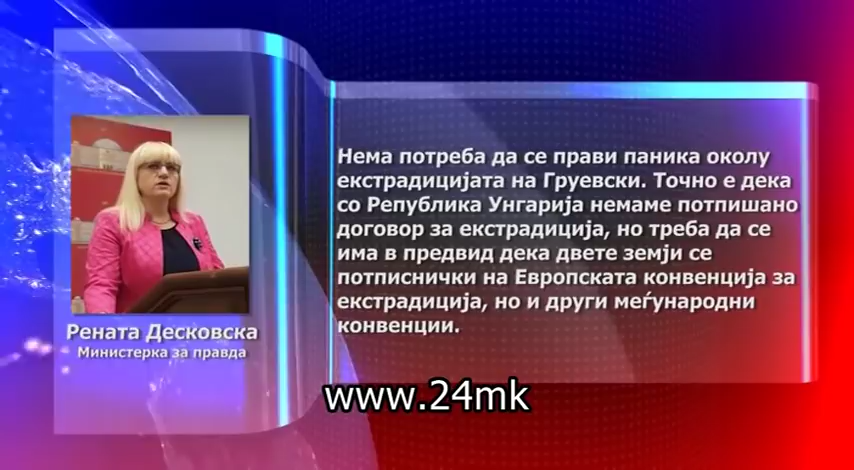 Нема потреба да се прави паника околу
екстрадицијата на Груевски. Точно е дека
со Република Унгарија немаме потпишано
договор за екстрадиција, но треба да се
има в предвид дека двете земји се
потписнички на Европската конвенција за
екстрадиција, но и други меѓународни
конвенции.
Рената Десковска
Министерка за правда
www.24mk